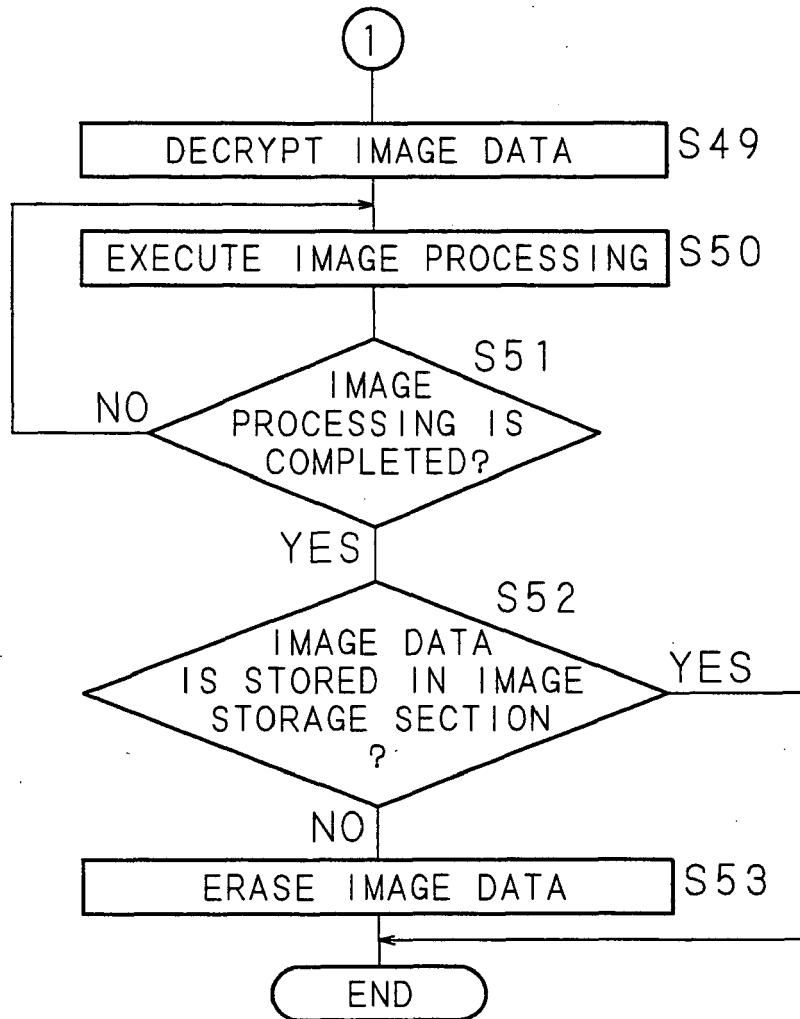 1
DECRYPT IMAGE DATA
S49
EXECUTE IMAGE PROCESSING
S50
S51
IMAGE
PROCESSING IS
COMPLETED?
NO
YES
S52
IMAGE DATA
IS STORED IN IMAGE
STORAGE SECTION
?
YES
NO
ERASE IMAGE DATA
S53
END